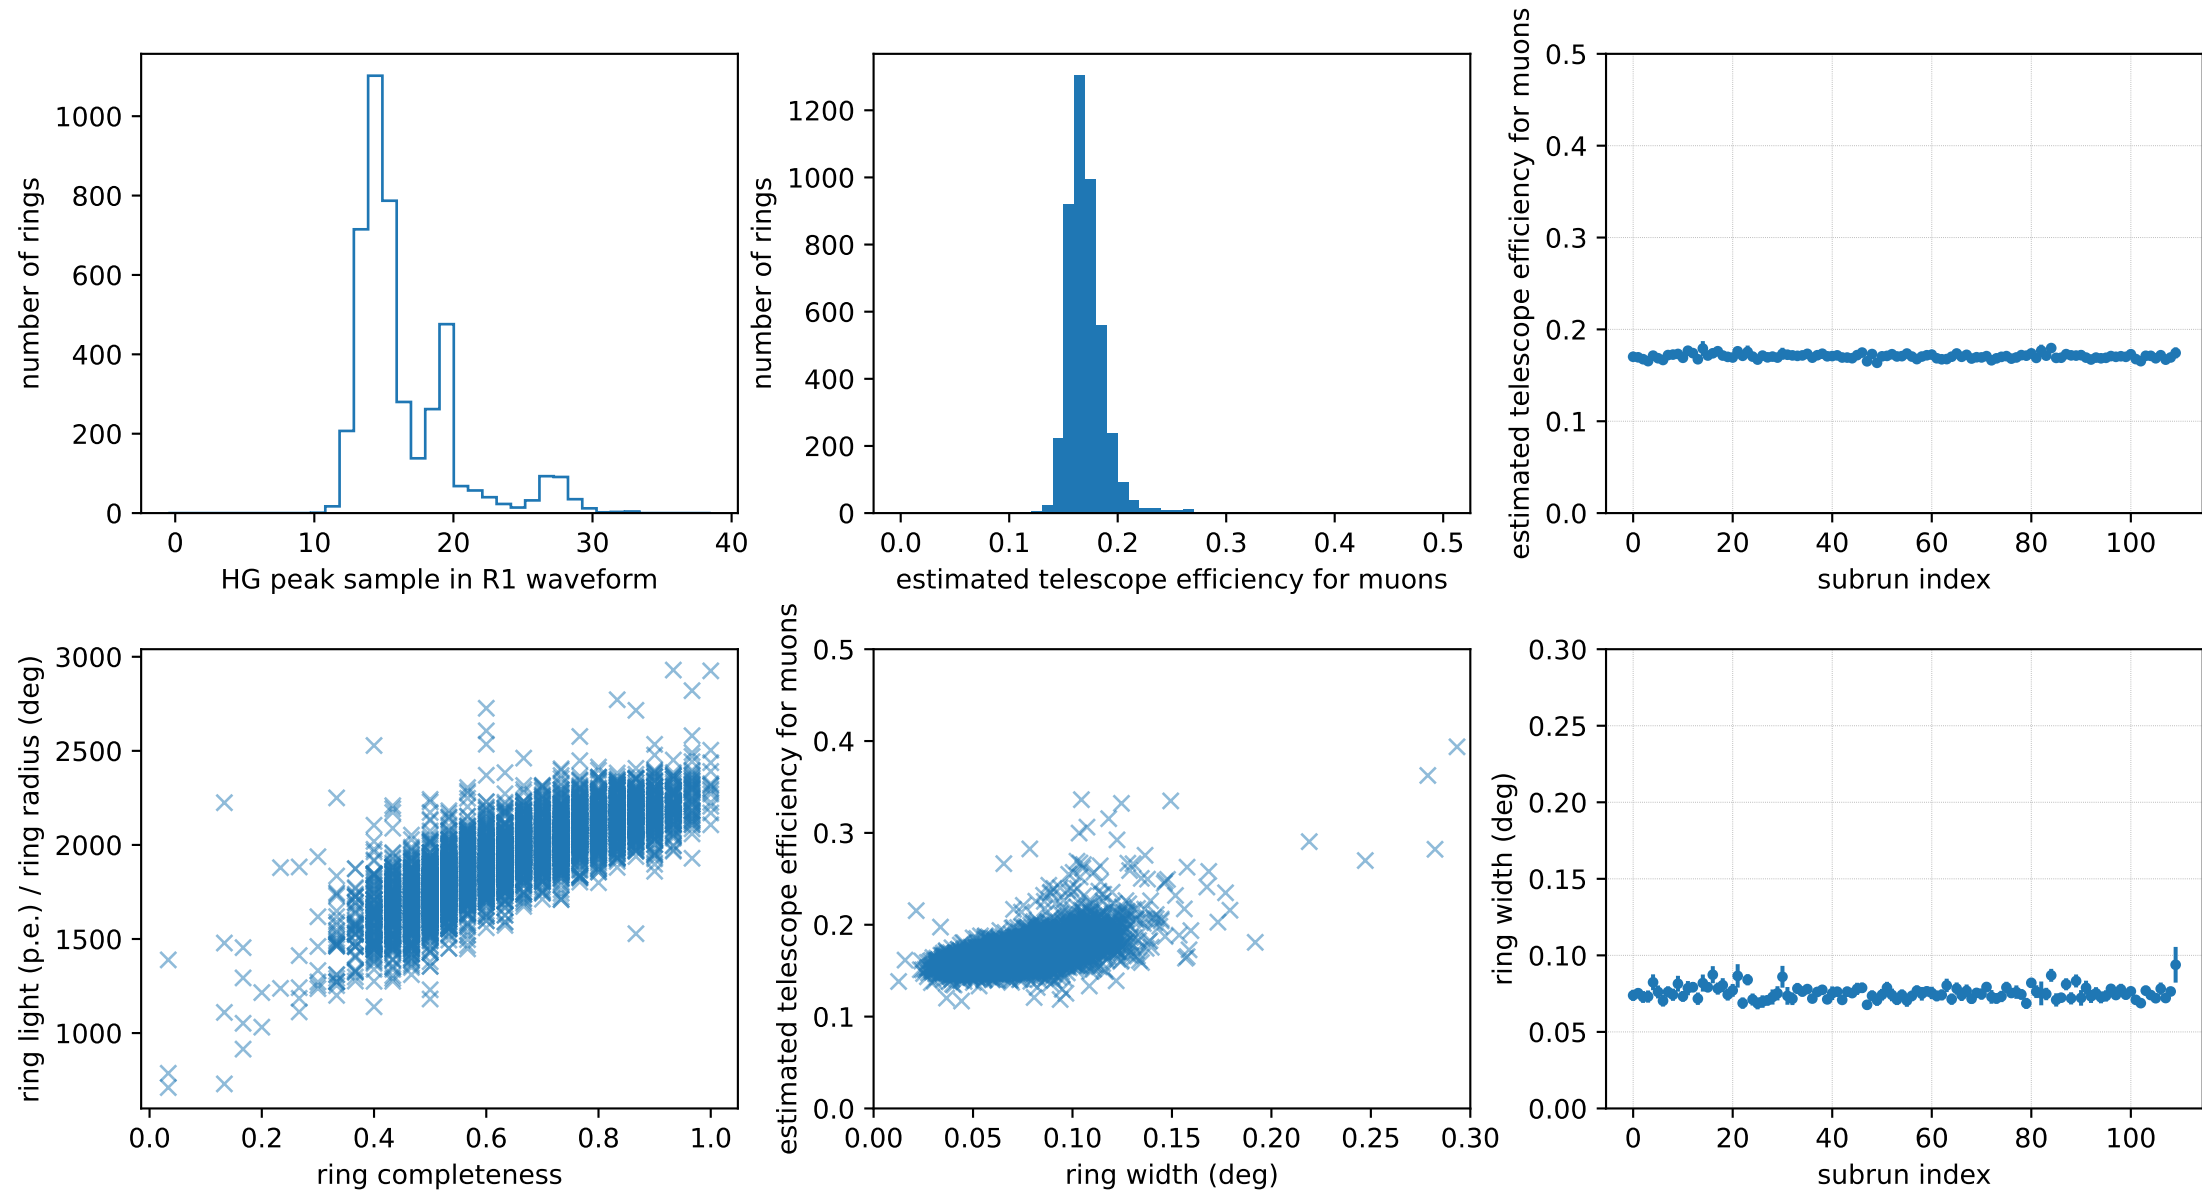 number of rings
1000
800
600
400
200
0
0 10 20 30 40
HG peak sample in R1 waveform
number of rings
1200
1000
800
600
400
200
0
0.0 0.1 0.2 0.3 0.4 0.5
estimated telescope efficiency for muons
estimated telescope efficiency for muons
0.5
0.4
0.3
0.2
0.1
0.0
0 20 40 60 80 100
subrun index
ring light (p.e.) / ring radius (deg)
3000
2500
2000
1500
1000
0.0 0.2 0.4 0.6 0.8 1.0
ring completeness
estimated telescope efficiency for muons
0.5
0.4
0.3
0.2
0.1
0.0
0.00 0.05 0.10 0.15 0.20 0.25 0.30
ring width (deg)
ring width (deg)
0.30
0.25
0.20
0.15
0.10
0.05
0.00
0 20 40 60 80 100
subrun index